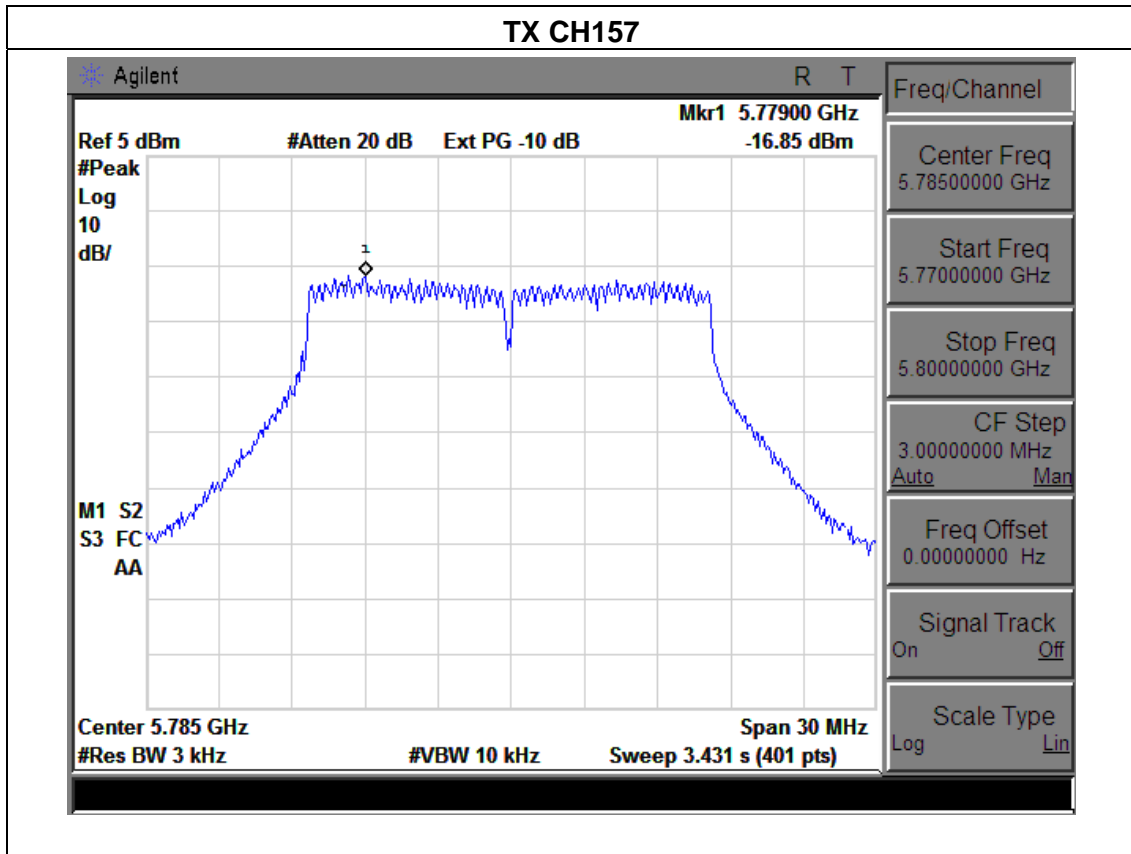 TX CH157
Agilent R T
Mkr1 5.77900 GHz
Ref 5 dBm #Atten 20 dB Ext PG -10 dB -16.85 dBm
#Peak
Log
10
dB/
1
M1 S2
S3 FC
AA
Center 5.785 GHz Span 30 MHz
#Res BW 3 kHz #VBW 10 kHz Sweep 3.431 s (401 pts)
Freq/Channel
Center Freq
5.78500000 GHz
Start Freq
5.77000000 GHz
Stop Freq
5.80000000 GHz
CF Step
3.00000000 MHz
Auto Man
Freq Offset
0.00000000 Hz
Signal Track
On Off
Scale Type
Log Lin